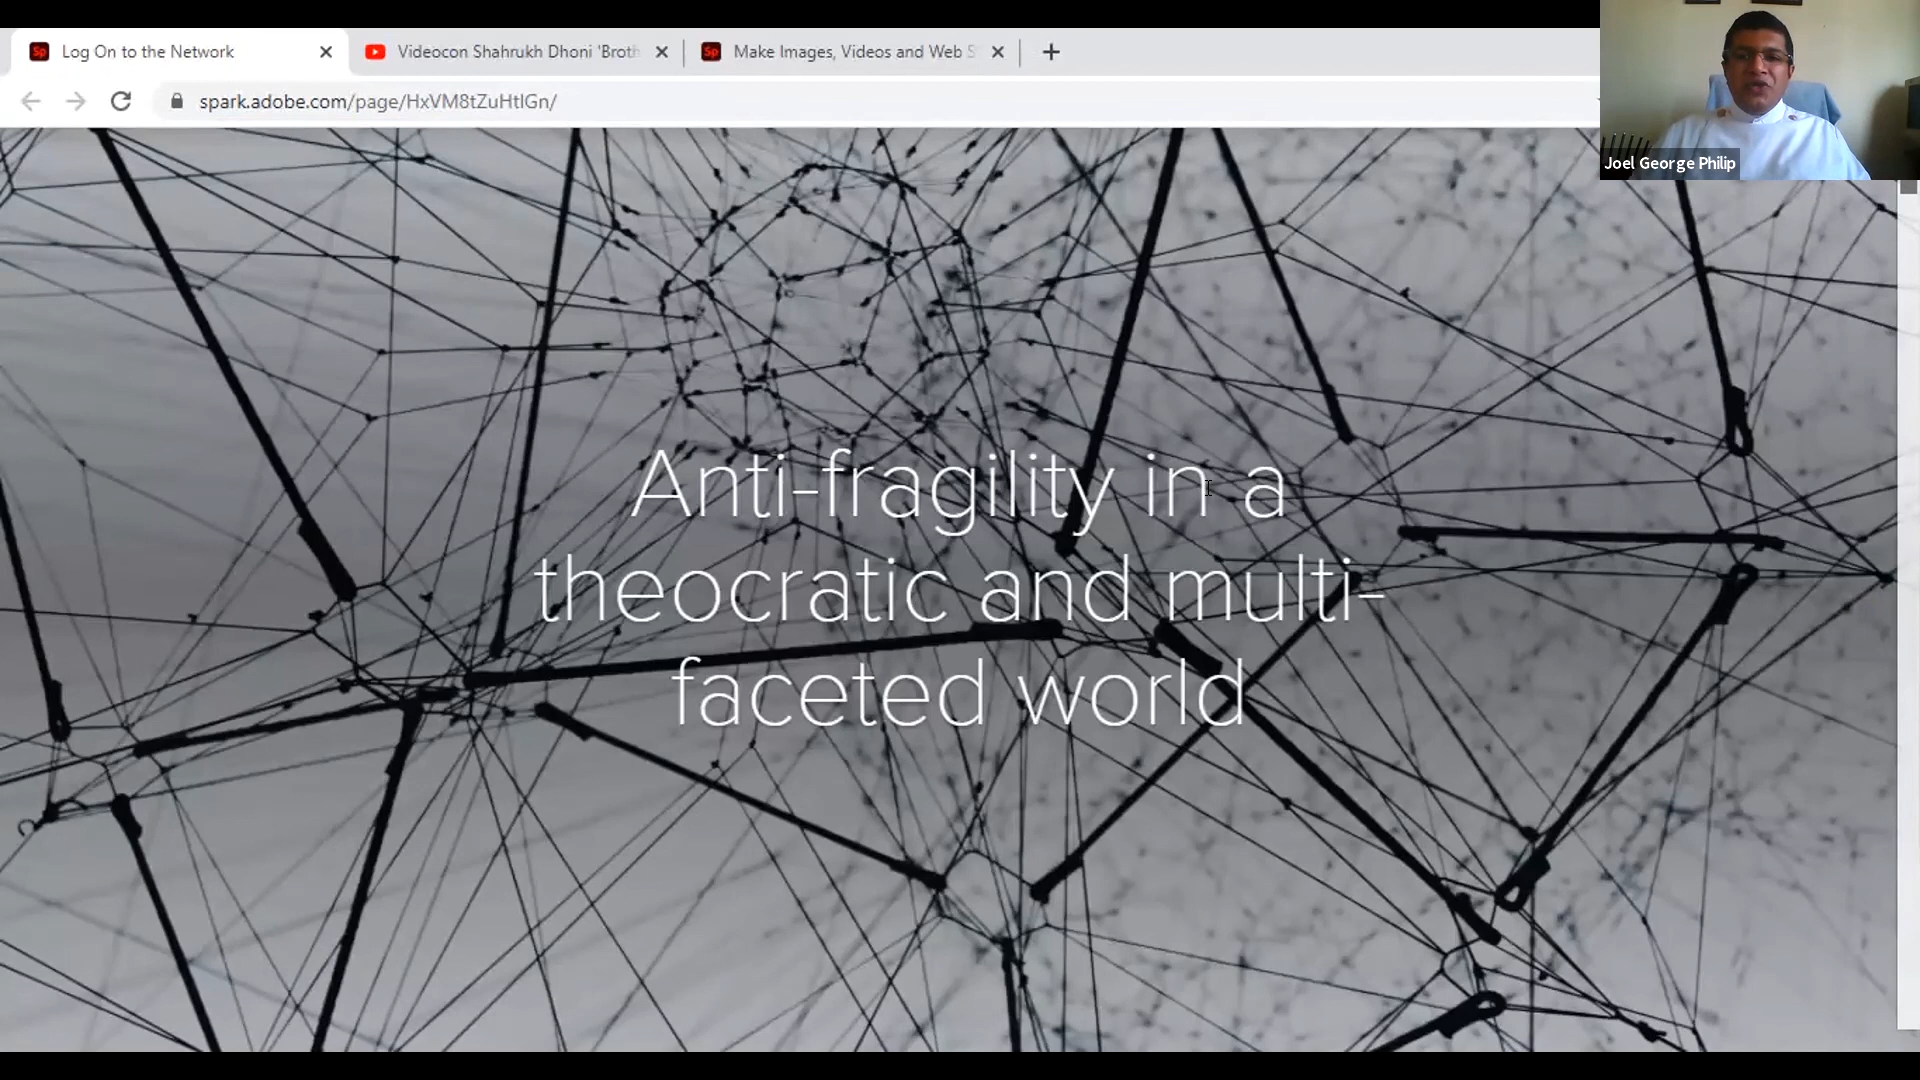 Log On to the Network
Videocon Shahrukh Dhoni 'Broth
Make Images, Videos and Web S
spark.adobe.com/page/HxVM8tZuHtlGn/
Joel George Philip
Anti-fragility in a
theocratic and multi-
faceted world